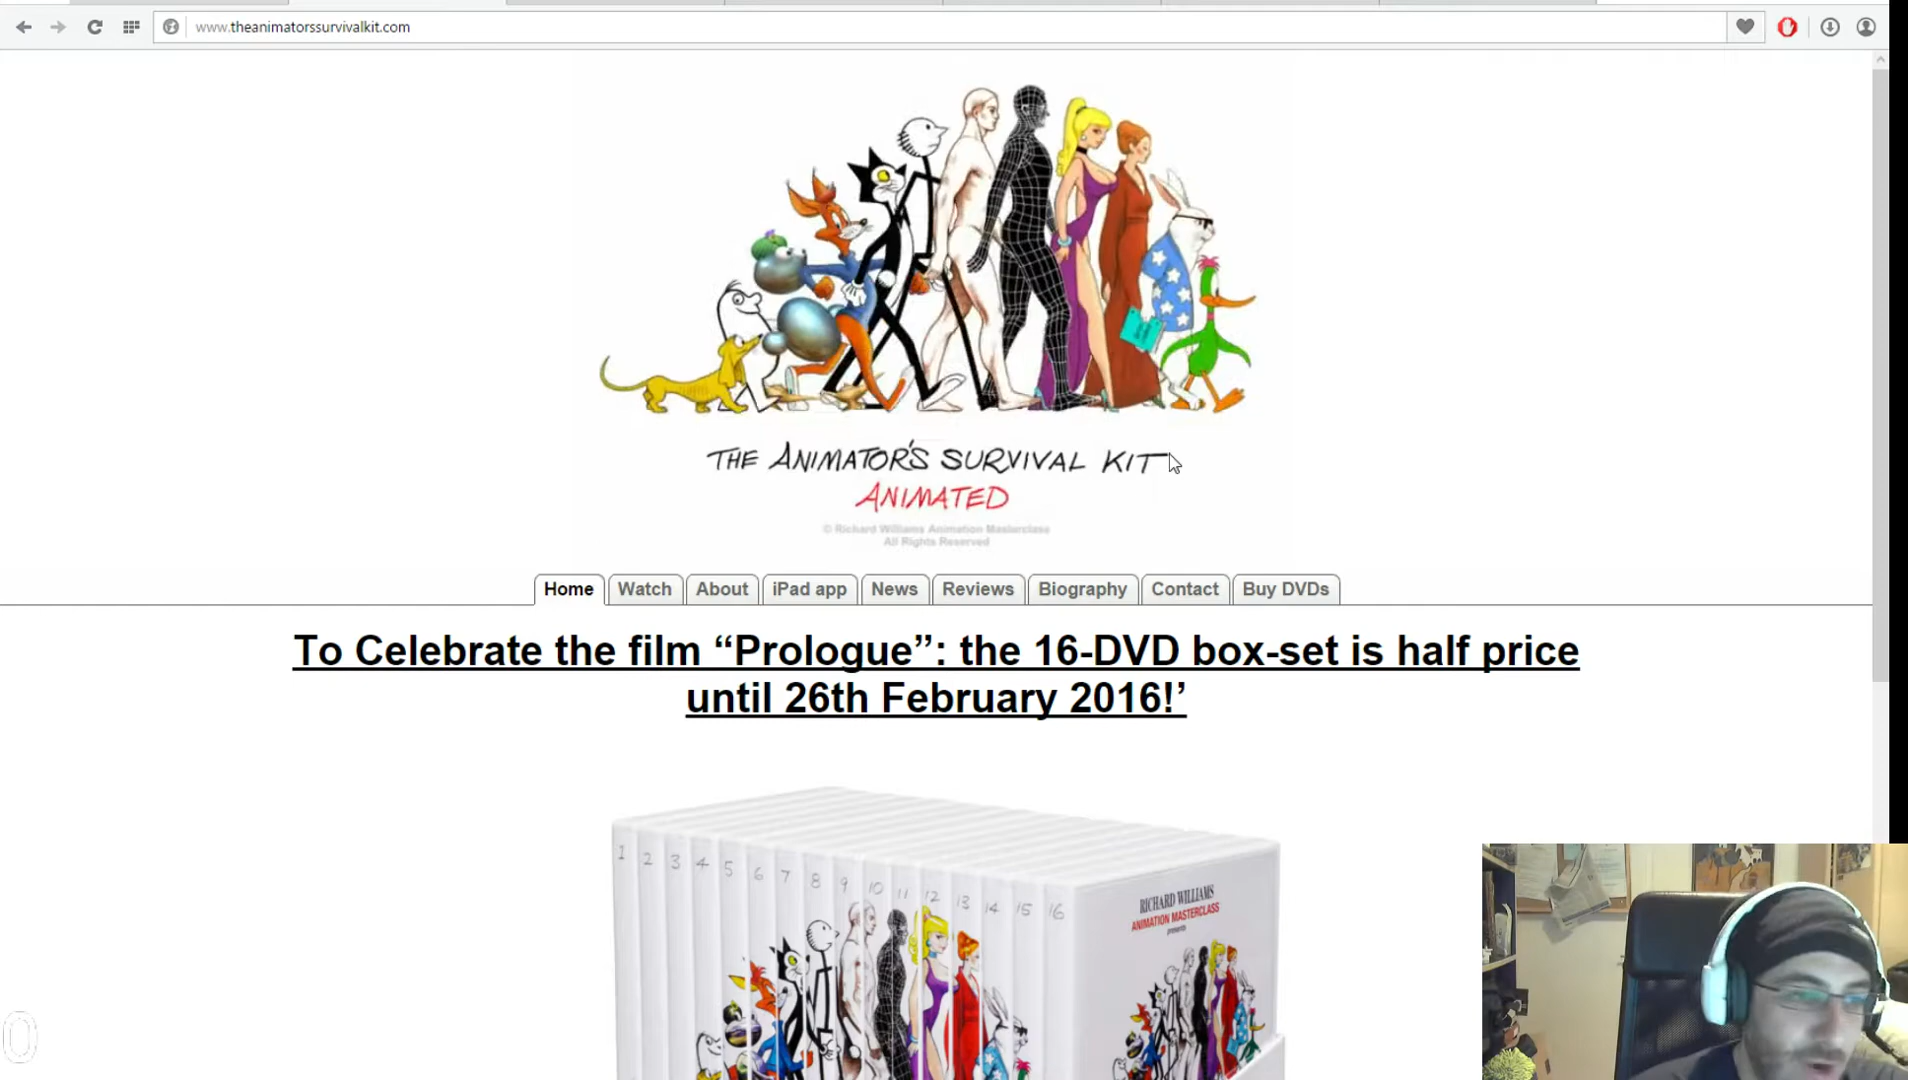 www.theanimatorssurvivalkit.com
THE ANIMATOR'S SURVIVAL KIT
ANIMATED
© Richard Williams Animation Masterclass
All Rights Reserved
Home Watch About iPad app News Reviews Biography Contact Buy DVDs
To Celebrate the film “Prologue”: the 16-DVD box-set is half price
until 26th February 2016!’
1 2 3 4 5 6 7 8 9 10 11 12 13 14 15 16
RICHARD WILLIAMS
ANIMATION MASTERCLASS
presents
0